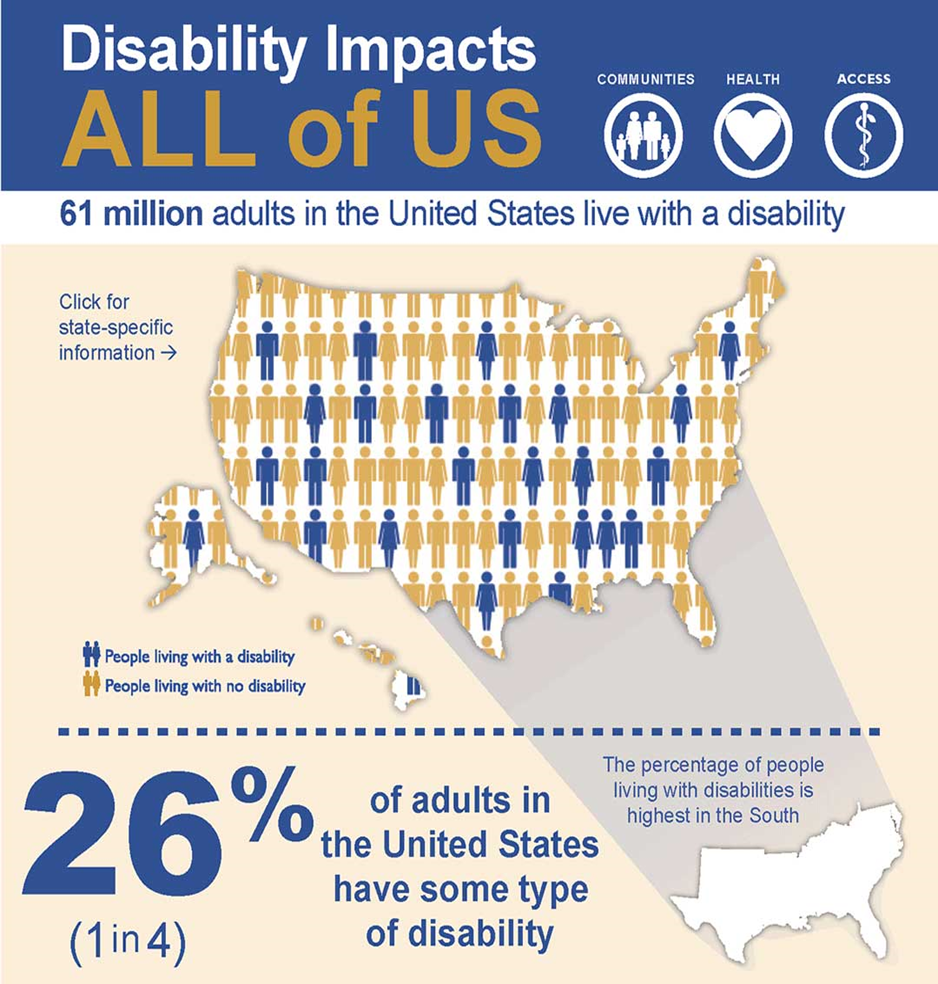 Disability Impacts
ALL of US
COMMUNITIES
HEALTH
ACCESS
61 million adults in the United States live with a disability
Click for
state-specific
information →
People living with a disability
People living with no disability
26%
(1 in 4)
of adults in
the United States
have some type
of disability
The percentage of people
living with disabilities is
highest in the South